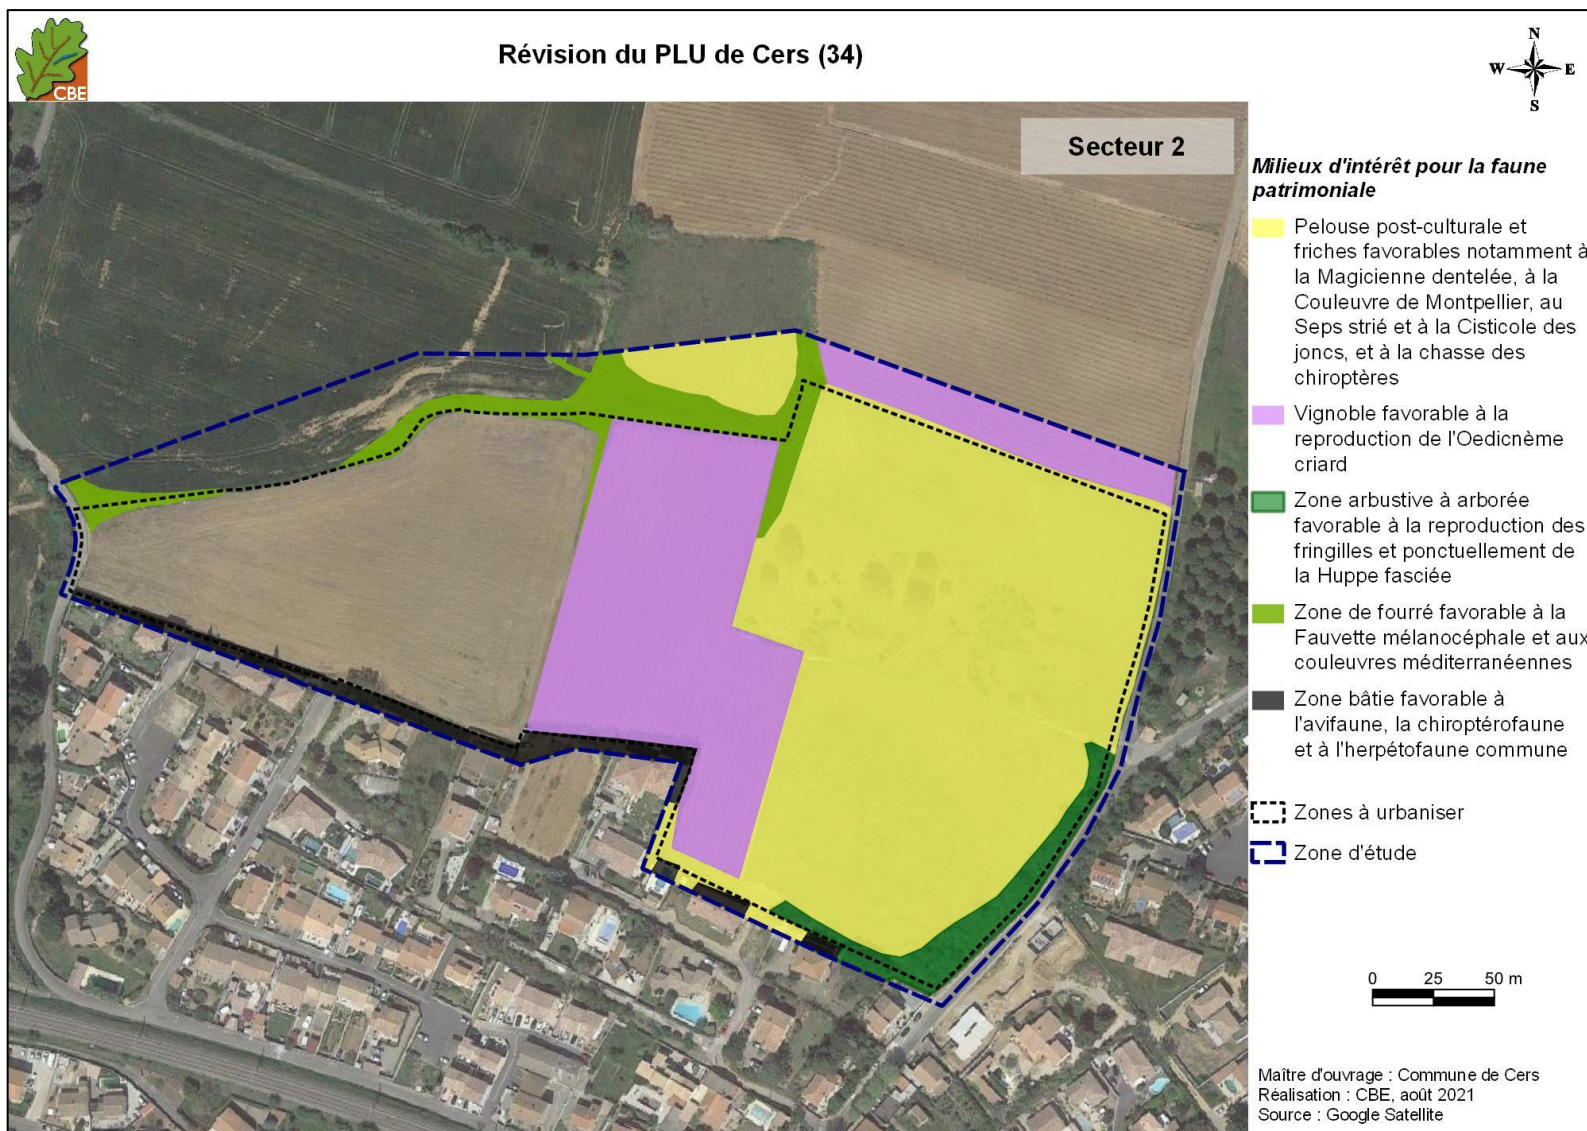 CBE
Révision du PLU de Cers (34)
N
W E
S
Secteur 2
Milieux d'intérêt pour la faune
patrimoniale
Pelouse post-culturale et
friches favorables notamment à
la Magicienne dentelée, à la
Couleuvre de Montpellier, au
Seps strié et à la Cisticole des
joncs, et à la chasse des
chiroptères
Vignoble favorable à la
reproduction de l'Oedicnème
criard
Zone arbustive à arborée
favorable à la reproduction des
fringilles et ponctuellement de
la Huppe fasciée
Zone de fourré favorable à la
Fauvette mélanocéphale et aux
couleuvres méditerranéennes
Zone bâtie favorable à
l'avifaune, la chiroptérofaune
et à l'herpétofaune commune
Zones à urbaniser
Zone d'étude
0 25 50 m
Maître d'ouvrage : Commune de Cers
Réalisation : CBE, août 2021
Source : Google Satellite